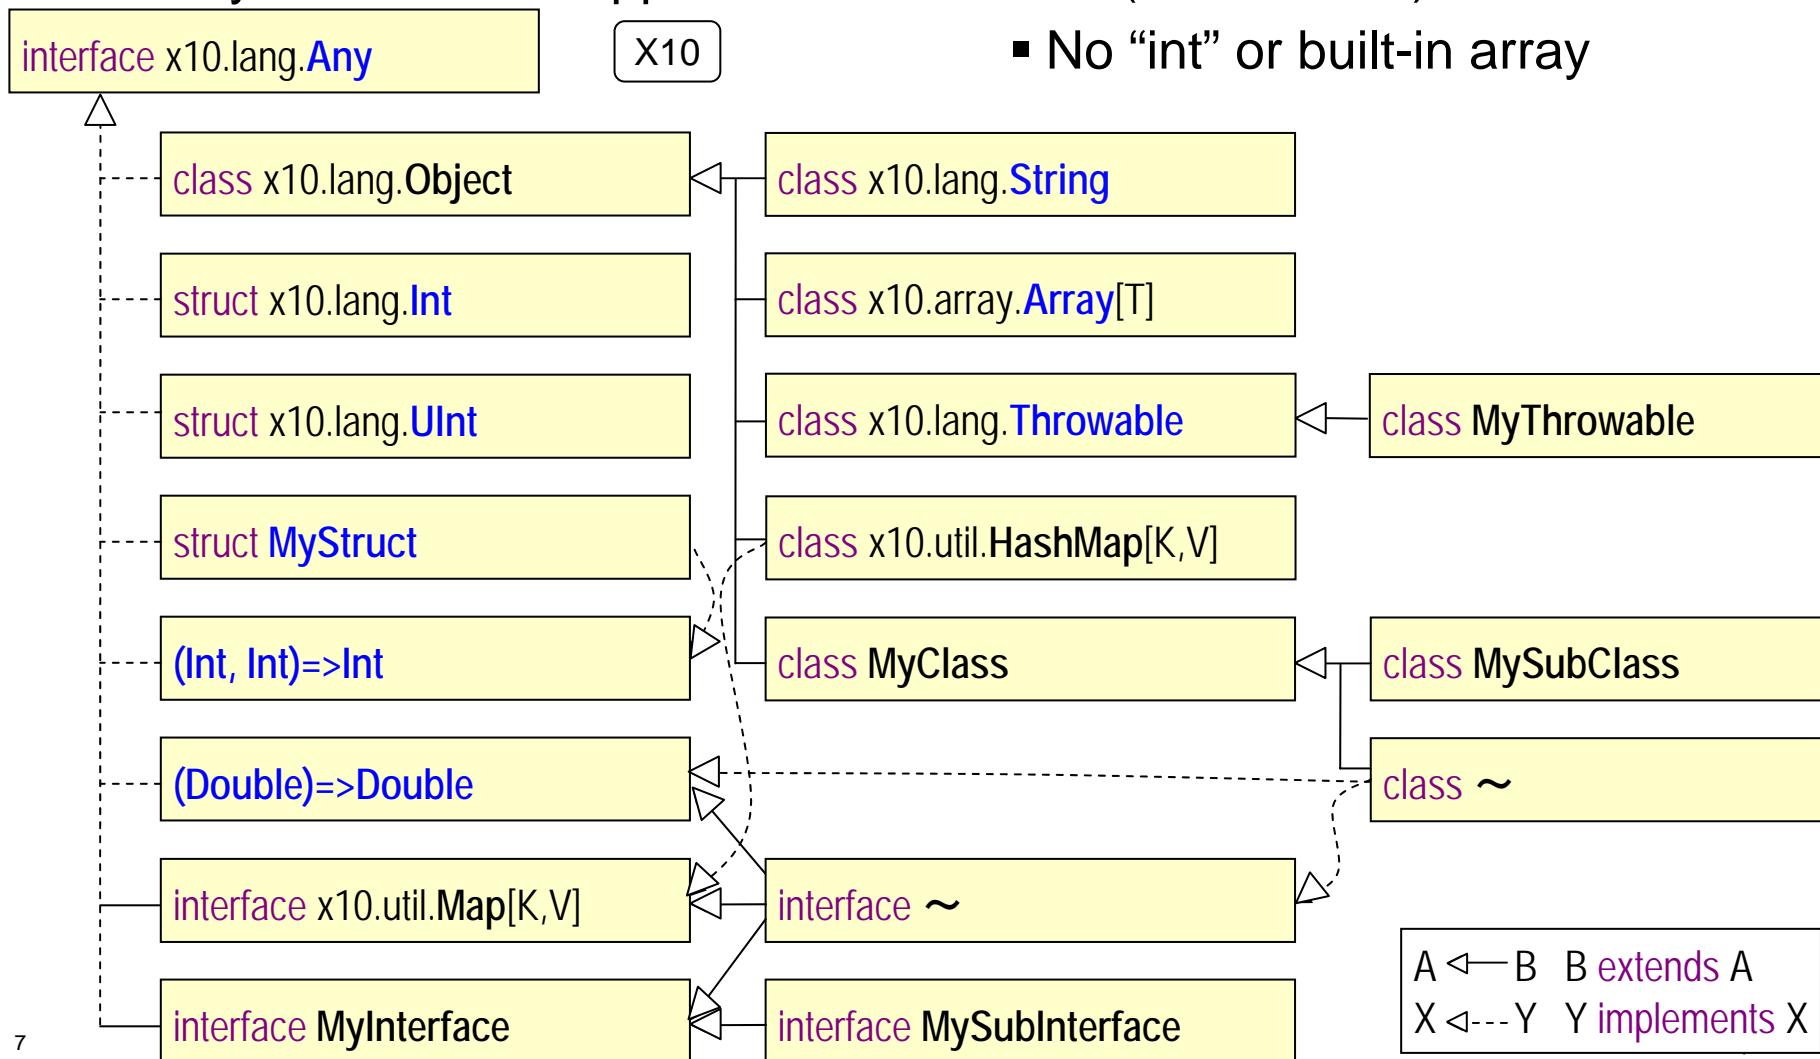 interface x10.lang.Any
X10
▪ No “int” or built-in array
class x10.lang.Object
class x10.lang.String
struct x10.lang.Int
class x10.array.Array[T]
struct x10.lang.UInt
class x10.lang.Throwable
class MyThrowable
struct MyStruct
class x10.util.HashMap[K,V]
(Int, Int)=>Int
class MyClass
class MySubClass
(Double)=>Double
class ～
interface x10.util.Map[K,V]
interface ～
A B B extends A
X Y Y implements X
interface MyInterface
interface MySubInterface
7